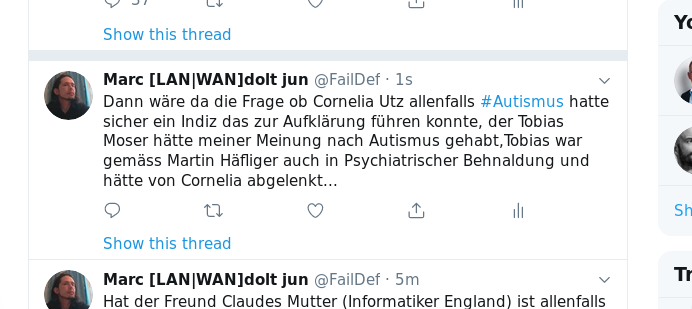 37
Show this thread
Marc [LAN|WAN]dolt jun @FailDef · 1s
Dann wäre da die Frage ob Cornelia Utz allenfalls #Autismus hatte
sicher ein Indiz das zur Aufklärung führen konnte, der Tobias
Moser hätte meiner Meinung nach Autismus gehabt,Tobias war
gemäss Martin Häfliger auch in Psychiatrischer Behnaldung und
hätte von Cornelia abgelenkt...
Show this thread
Marc [LAN|WAN]dolt jun @FailDef · 5m
Hat der Freund Claudes Mutter (Informatiker England) ist allenfalls
Yo
Sh
Tr